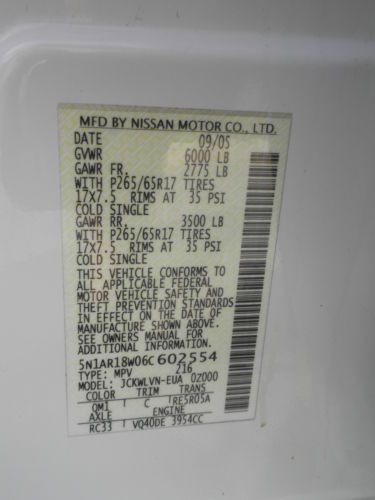 MFD BY NISSAN MOTOR CO., LTD.
DATE 09/05
GVWR 6000 LB
GAWR FR. 2775 LB
WITH P265/65R17 TIRES
17X7.5 RIMS AT 35 PSI
COLD SINGLE
GAWR RR. 3500 LB
WITH P265/65R17 TIRES
17X7.5 RIMS AT 35 PSI
COLD SINGLE
THIS VEHICLE CONFORMS TO
ALL APPLICABLE FEDERAL
MOTOR VEHICLE SAFETY AND
THEFT PREVENTION STANDARDS
IN EFFECT ON THE DATE OF
MANUFACTURE SHOWN ABOVE.
SEE OWNERS MANUAL FOR
ADDITIONAL INFORMATION.
5N1AR18W06C602554
TYPE: MPV 216
MODEL: JCKWLVN-EUA 0Z000
COLOR TRIM TRANS
QM1 C RE5R05A
AXLE ENGINE
RC33 VQ40DE 3954CC